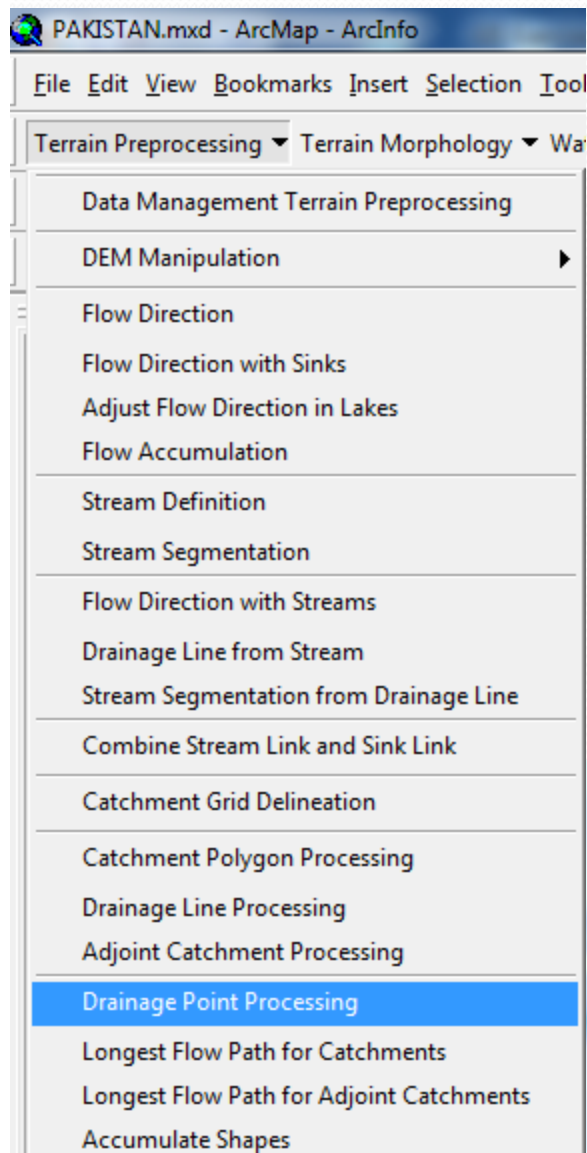 PAKISTAN.mxd - ArcMap - ArcInfo
File Edit View Bookmarks Insert Selection Tool
Terrain Preprocessing Terrain Morphology Wat
Data Management Terrain Preprocessing
DEM Manipulation
Flow Direction
Flow Direction with Sinks
Adjust Flow Direction in Lakes
Flow Accumulation
Stream Definition
Stream Segmentation
Flow Direction with Streams
Drainage Line from Stream
Stream Segmentation from Drainage Line
Combine Stream Link and Sink Link
Catchment Grid Delineation
Catchment Polygon Processing
Drainage Line Processing
Adjoint Catchment Processing
Drainage Point Processing
Longest Flow Path for Catchments
Longest Flow Path for Adjoint Catchments
Accumulate Shapes